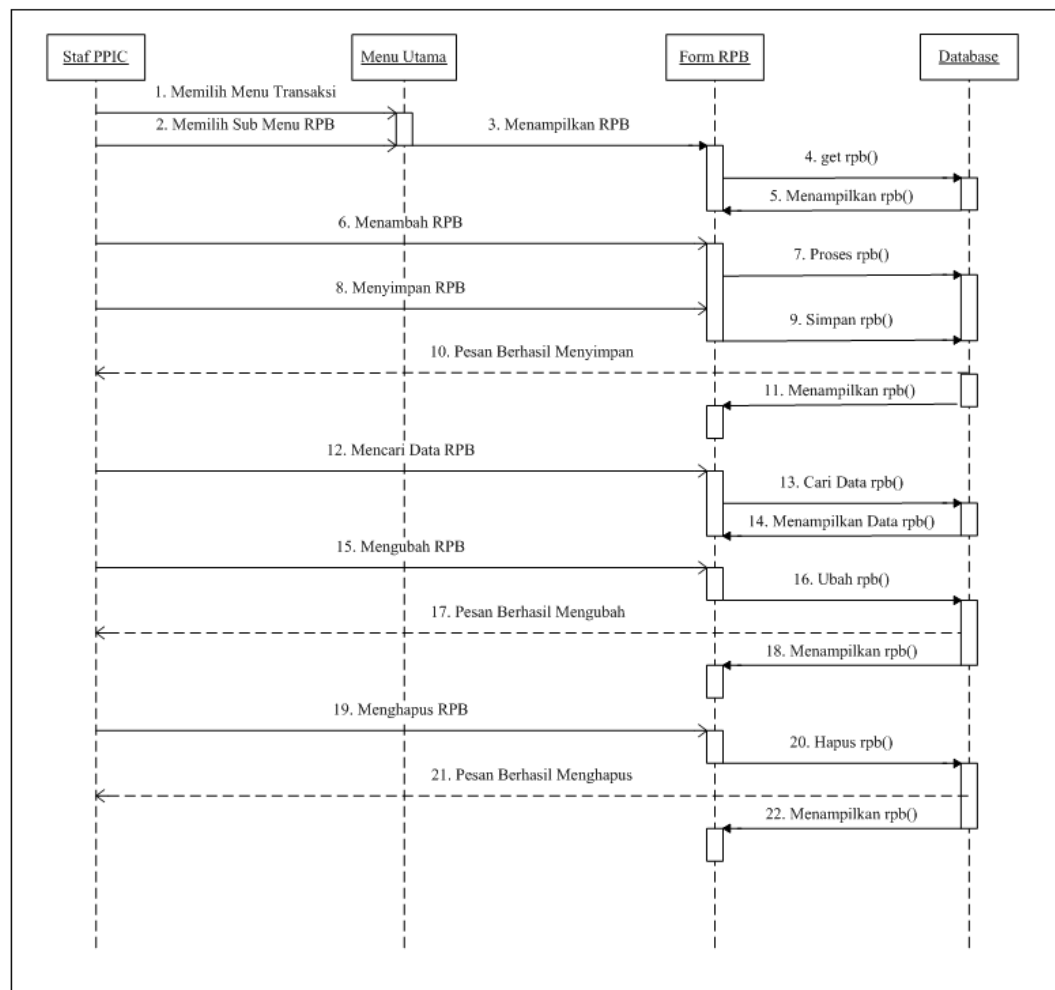 Staf PPIC
Menu Utama
Form RPB
Database
1. Memilih Menu Transaksi
2. Memilih Sub Menu RPB
3. Menampilkan RPB
4. get rpb()
5. Menampilkan rpb()
6. Menambah RPB
7. Proses rpb()
8. Menyimpan RPB
9. Simpan rpb()
10. Pesan Berhasil Menyimpan
11. Menampilkan rpb()
12. Mencari Data RPB
13. Cari Data rpb()
14. Menampilkan Data rpb()
15. Mengubah RPB
16. Ubah rpb()
17. Pesan Berhasil Mengubah
18. Menampilkan rpb()
19. Menghapus RPB
20. Hapus rpb()
21. Pesan Berhasil Menghapus
22. Menampilkan rpb()